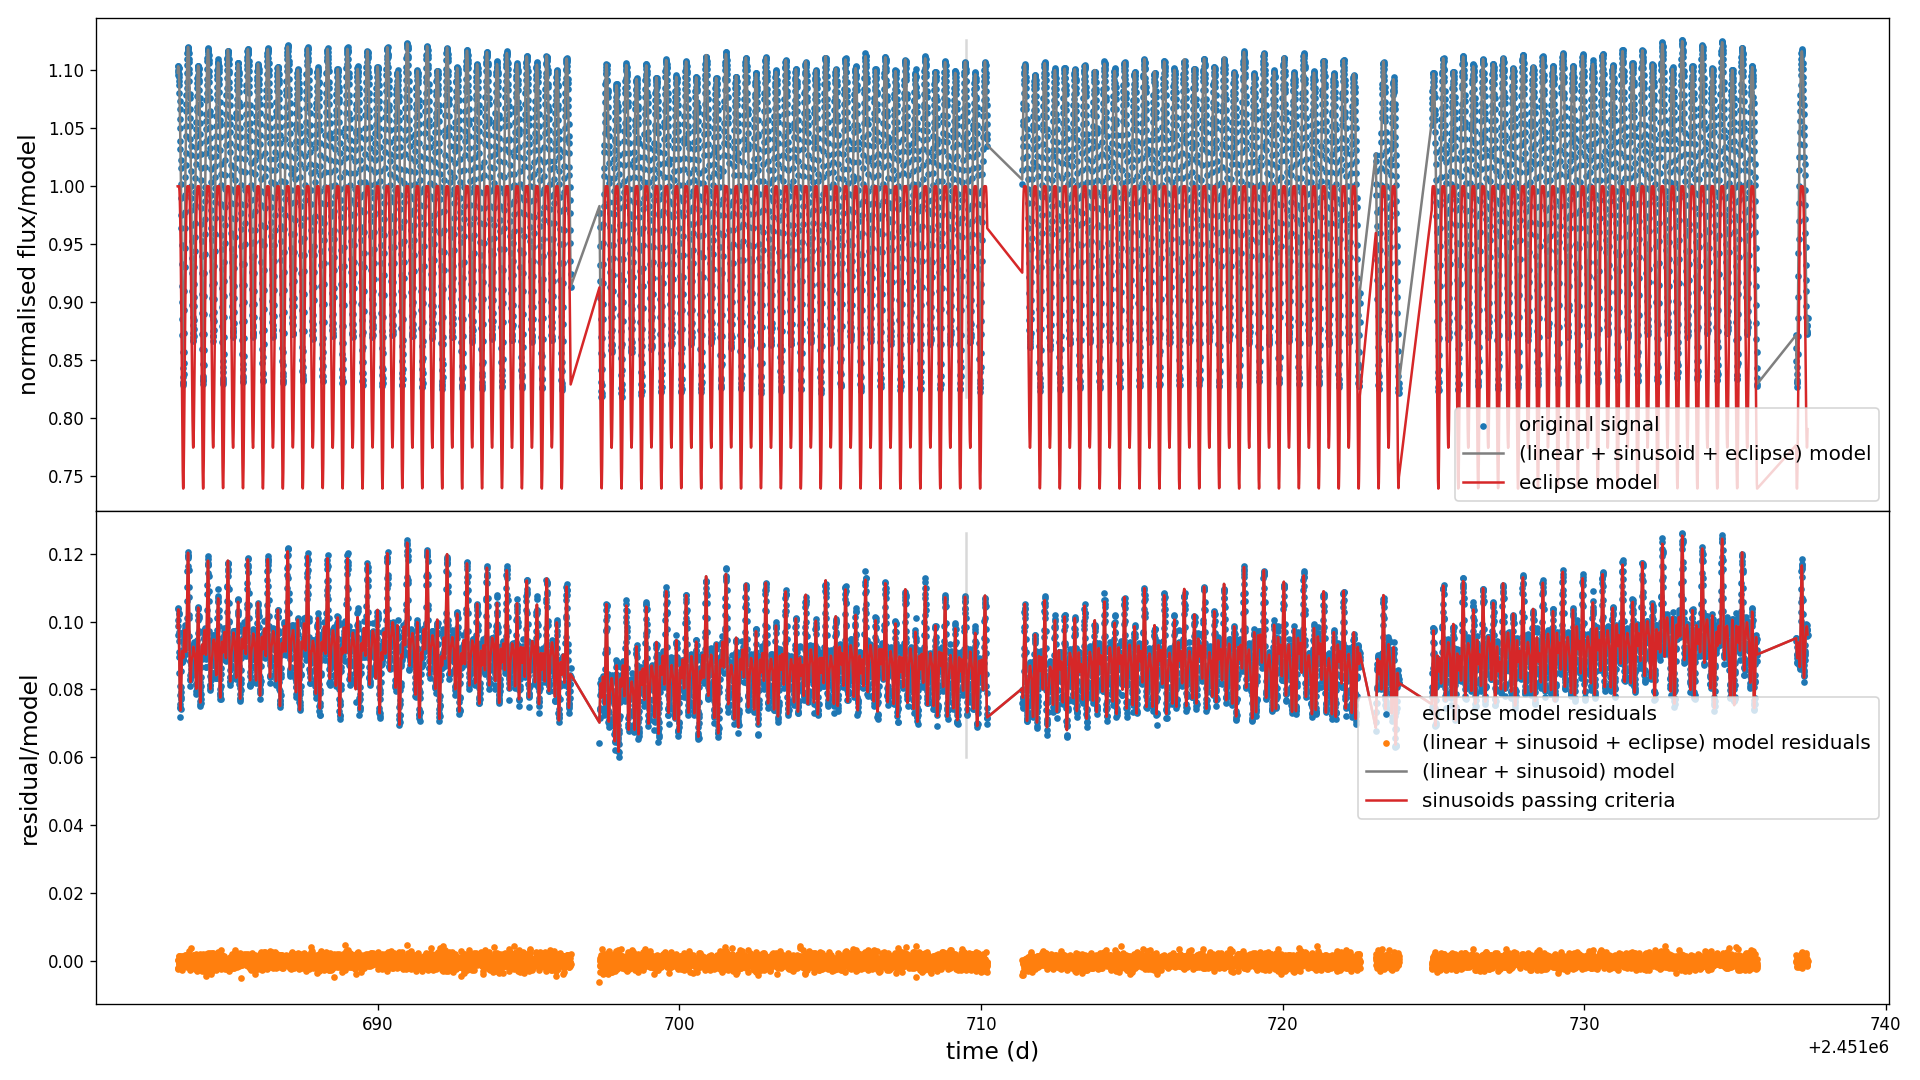 normalised flux/model
1.10
1.05
1.00
0.95
0.90
0.85
0.80
0.75
original signal
(linear + sinusoid + eclipse) model
eclipse model
residual/model
0.12
0.10
0.08
0.06
0.04
0.02
0.00
eclipse model residuals
(linear + sinusoid + eclipse) model residuals
(linear + sinusoid) model
sinusoids passing criteria
690
700
710
720
730
740
time (d)
+2.451e6